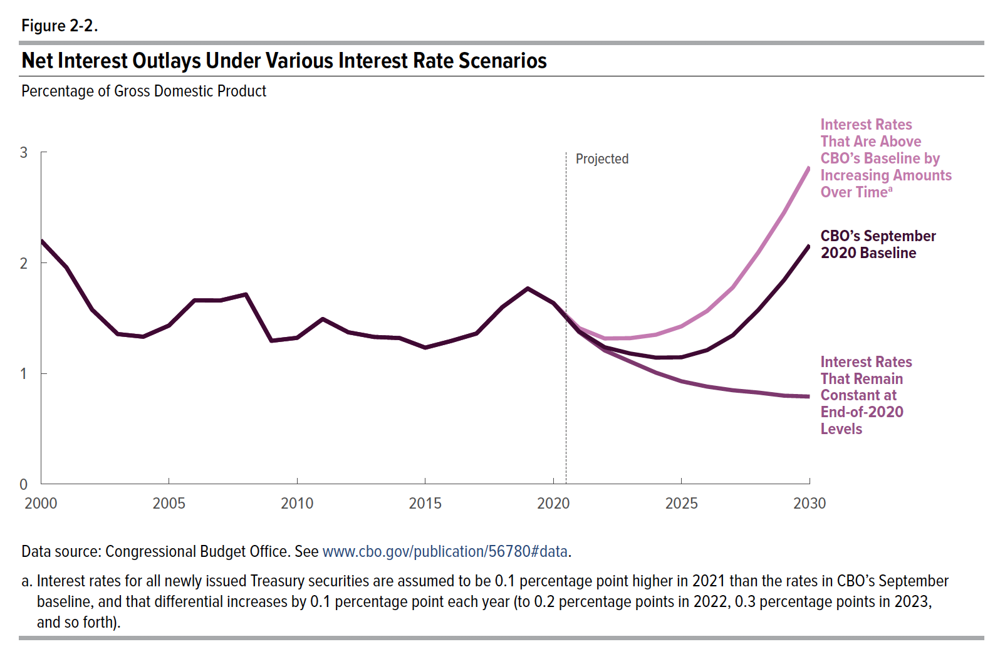 Figure 2-2.
Net Interest Outlays Under Various Interest Rate Scenarios
Percentage of Gross Domestic Product
Interest Rates
That Are Above
CBO’s Baseline by
Increasing Amounts
Over Timeᵃ
3
Projected
CBO’s September
2020 Baseline
2
Interest Rates
That Remain
Constant at
End-of-2020
Levels
1
0
2000 2005 2010 2015 2020 2025 2030
Data source: Congressional Budget Office. See www.cbo.gov/publication/56780#data.
a. Interest rates for all newly issued Treasury securities are assumed to be 0.1 percentage point higher in 2021 than the rates in CBO’s September
baseline, and that differential increases by 0.1 percentage point each year (to 0.2 percentage points in 2022, 0.3 percentage points in 2023,
and so forth).